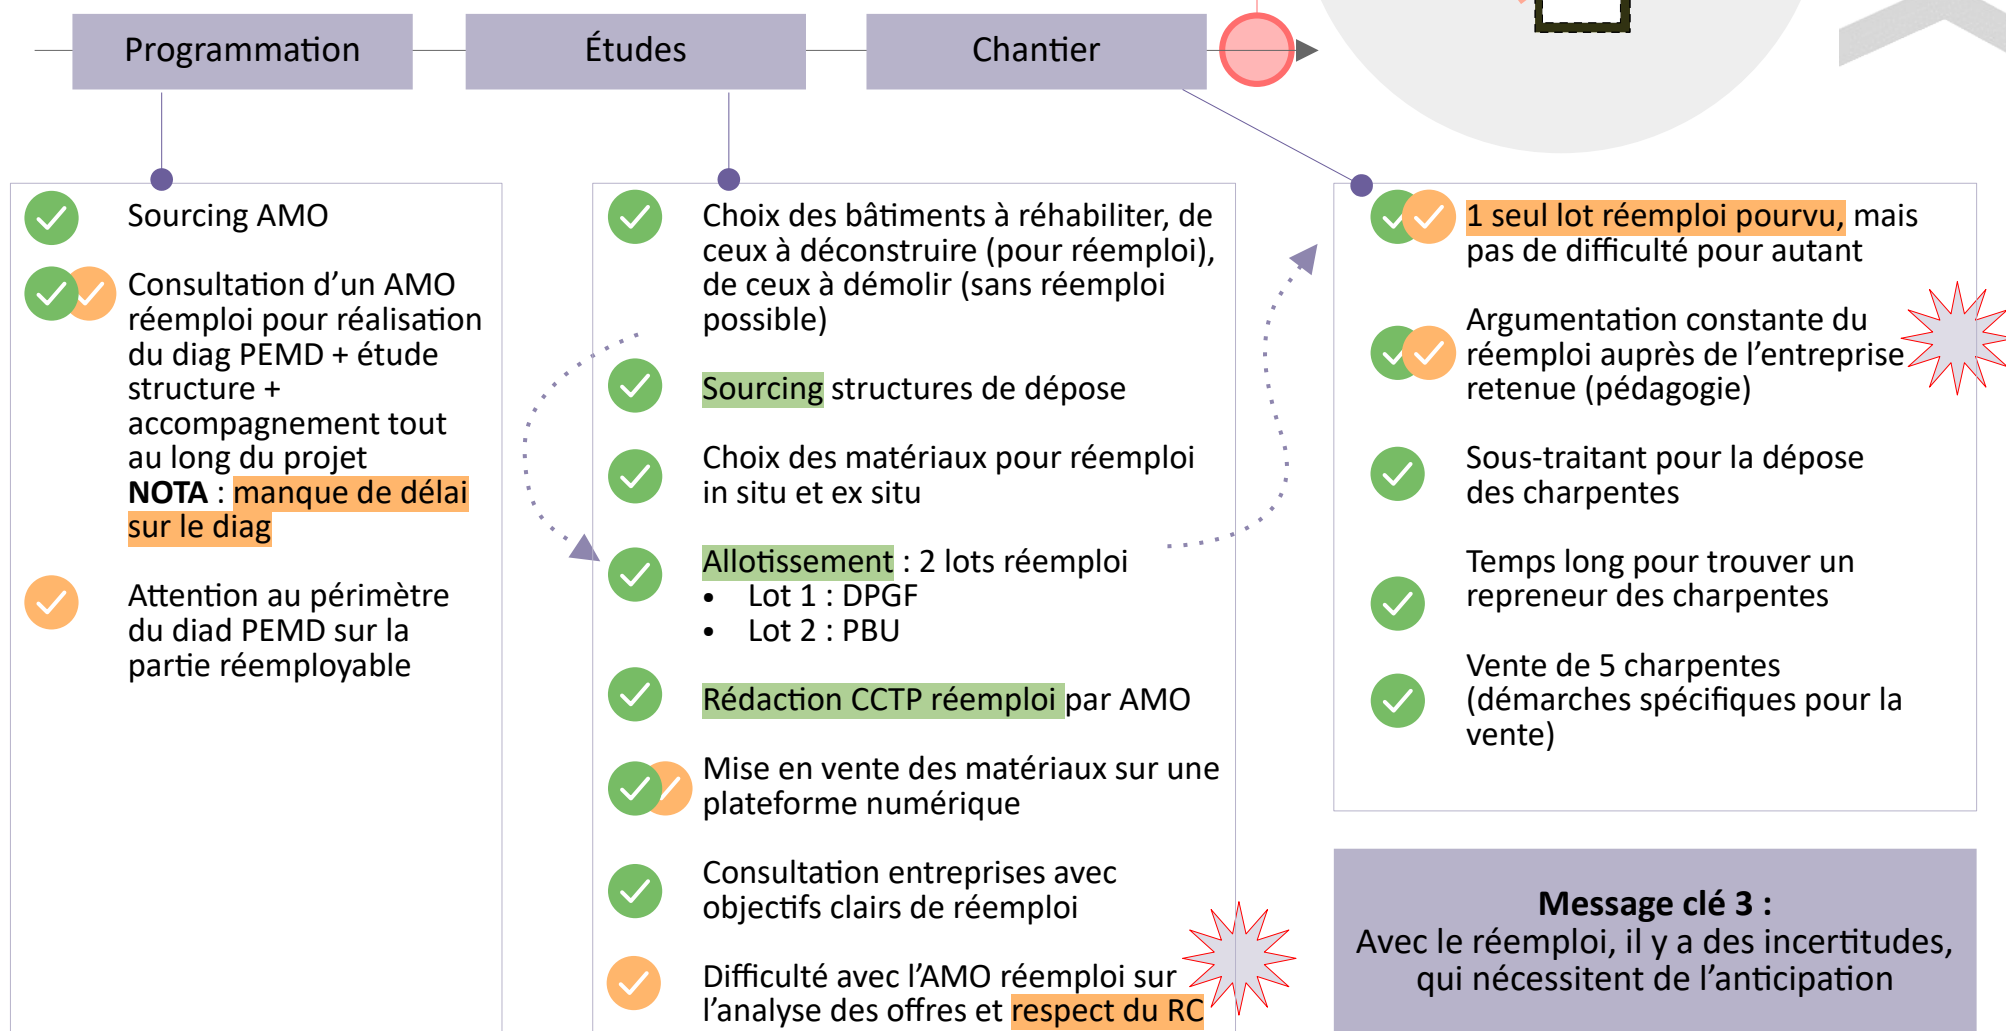 Programmation
Études
Chantier
Sourcing AMO
Consultation d’un AMO
réemploi pour réalisation
du diag PEMD + étude
structure +
accompagnement tout
au long du projet
NOTA : manque de délai
sur le diag
Attention au périmètre
du diad PEMD sur la
partie réemployable
Choix des bâtiments à réhabiliter, de
ceux à déconstruire (pour réemploi),
de ceux à démolir (sans réemploi
possible)
Sourcing structures de dépose
Choix des matériaux pour réemploi
in situ et ex situ
Allotissement : 2 lots réemploi
• Lot 1 : DPGF
• Lot 2 : PBU
Rédaction CCTP réemploi par AMO
Mise en vente des matériaux sur une
plateforme numérique
Consultation entreprises avec
objectifs clairs de réemploi
Difficulté avec l’AMO réemploi sur
l’analyse des offres et respect du RC
1 seul lot réemploi pourvu, mais
pas de difficulté pour autant
Argumentation constante du
réemploi auprès de l’entreprise
retenue (pédagogie)
Sous-traitant pour la dépose
des charpentes
Temps long pour trouver un
repreneur des charpentes
Vente de 5 charpentes
(démarches spécifiques pour la
vente)
Message clé 3 :
Avec le réemploi, il y a des incertitudes,
qui nécessitent de l’anticipation